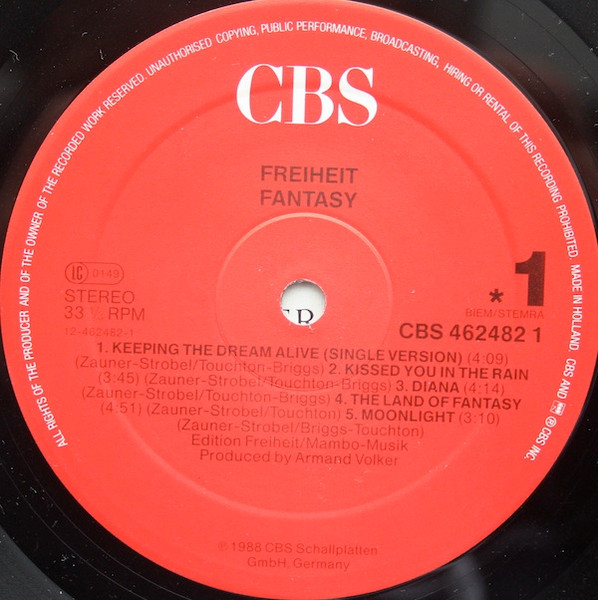 ALL RIGHTS OF THE PRODUCER AND OF THE OWNER OF THE RECORDED WORK RESERVED. UNAUTHORISED COPYING, PUBLIC PERFORMANCE, BROADCASTING, HIRING OR RENTAL OF THIS RECORDING PROHIBITED. MADE IN HOLLAND. CBS AND ℗ CBS INC.
CBS
FREIHEIT
FANTASY
LC 0149
STEREO
33 ⅓ RPM
12-462482-1
* 1
BIEM/STEMRA
CBS 462482 1
1. KEEPING THE DREAM ALIVE (SINGLE VERSION) (4:09)
(Zauner-Strobel/Touchton-Briggs) 2. KISSED YOU IN THE RAIN
(3:45) (Zauner-Strobel/Touchton-Briggs) 3. DIANA (4:14)
(Zauner-Strobel/Touchton-Briggs) 4. THE LAND OF FANTASY
(4:51) (Zauner-Strobel/Touchton-Briggs) 5. MOONLIGHT (3:10)
(Zauner-Strobel/Briggs-Touchton)
Edition Freiheit/Mambo-Musik
Produced by Armand Volker
℗ 1988 CBS Schallplatten
GmbH, Germany